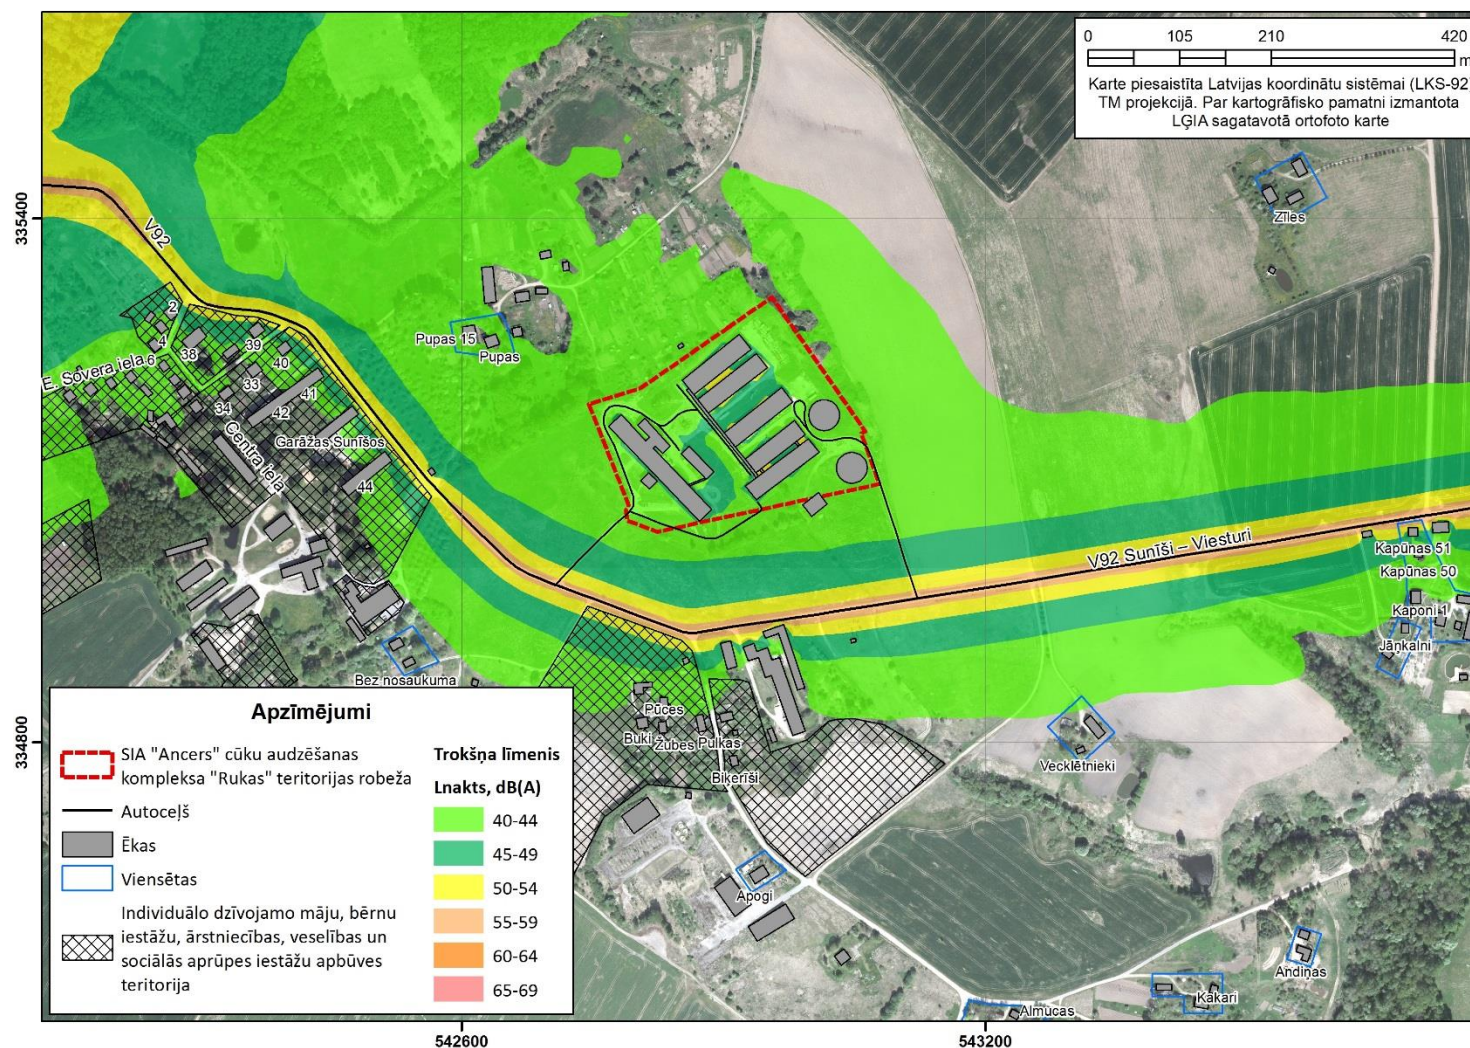 0 105 210 420
m
Karte piesaistīta Latvijas koordinātu sistēmai (LKS-92)
TM projekcijā. Par kartogrāfisko pamatni izmantota
LĢIA sagatavotā ortofoto karte
335400
334800
542600
543200
V92
Zīles
Pupas 15
Pupas
2
4
6
38
39
40
E. Sovera iela
33
34
41
42
Garāžas Sunīšos
Centra iela
44
V92 Sunīši – Viesturi
Kapūnas 51
Kapūnas 50
Kaponi 1
Jāņkalni
Bez nosaukuma
Pūces
Buki
Zubes
Pulkas
Biķerīši
Vecklētnieki
Apogi
Andiņas
Kakari
Almucas
Apzīmējumi
SIA "Ancers" cūku audzēšanas
kompleksa "Rukas" teritorijas robeža
Autoceļš
Ēkas
Viensētas
Individuālo dzīvojamo māju, bērnu
iestāžu, ārstniecības, veselības un
sociālās aprūpes iestāžu apbūves
teritorija
Trokšņa līmenis
Lnakts, dB(A)
40-44
45-49
50-54
55-59
60-64
65-69